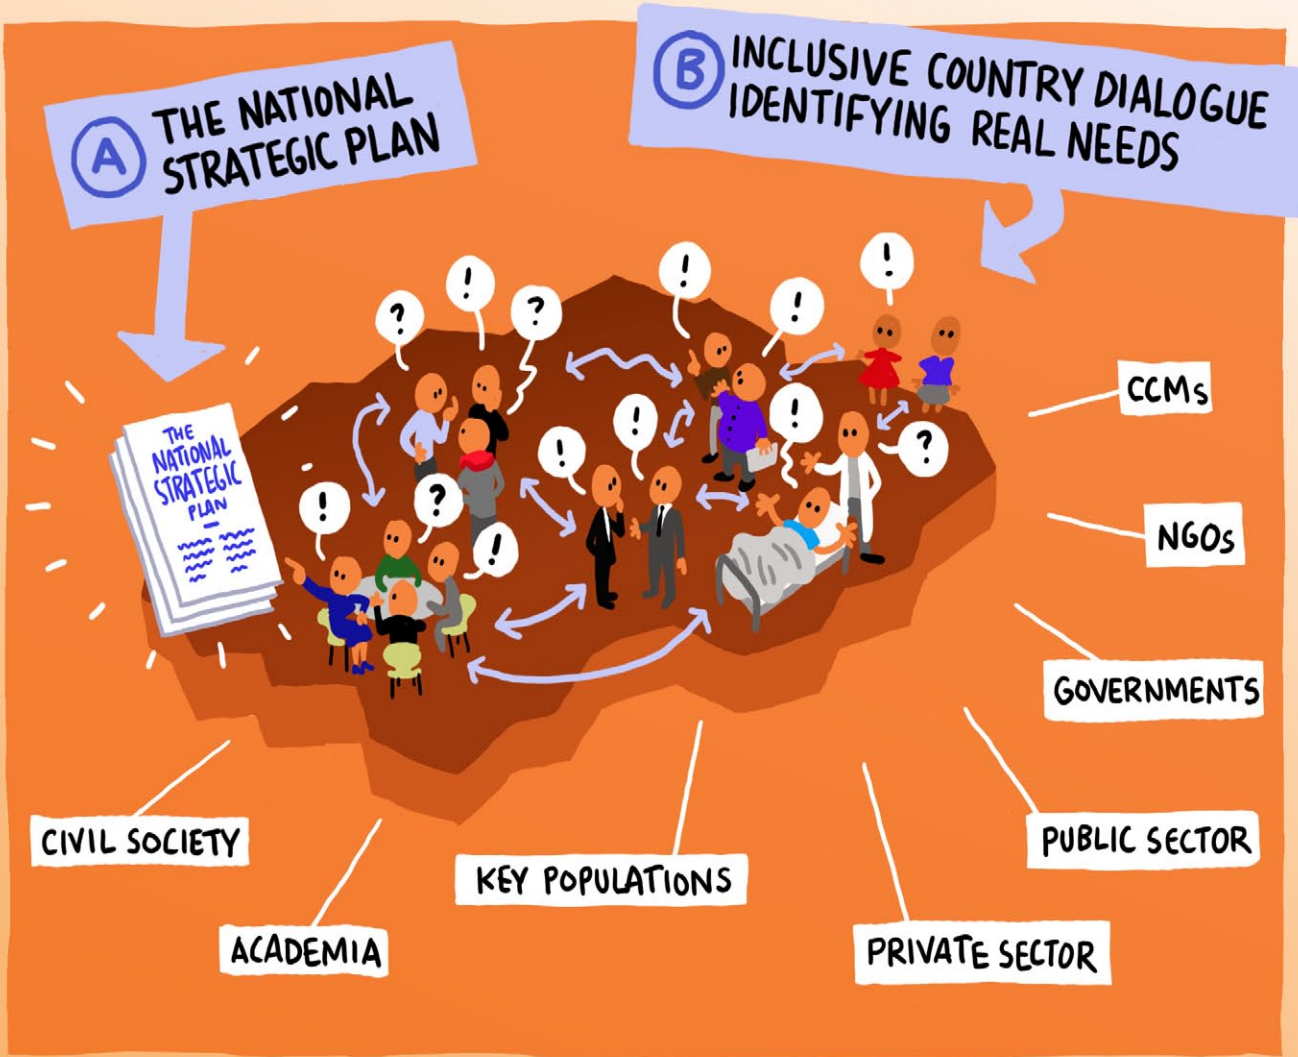 A
THE NATIONAL
STRATEGIC PLAN
B
INCLUSIVE COUNTRY DIALOGUE
IDENTIFYING REAL NEEDS
?
!
?
!
!
!
THE
NATIONAL
STRATEGIC
PLAN
!
?
!
!
!
!
?
CCMs
NGOs
GOVERNMENTS
PUBLIC SECTOR
PRIVATE SECTOR
KEY POPULATIONS
ACADEMIA
CIVIL SOCIETY